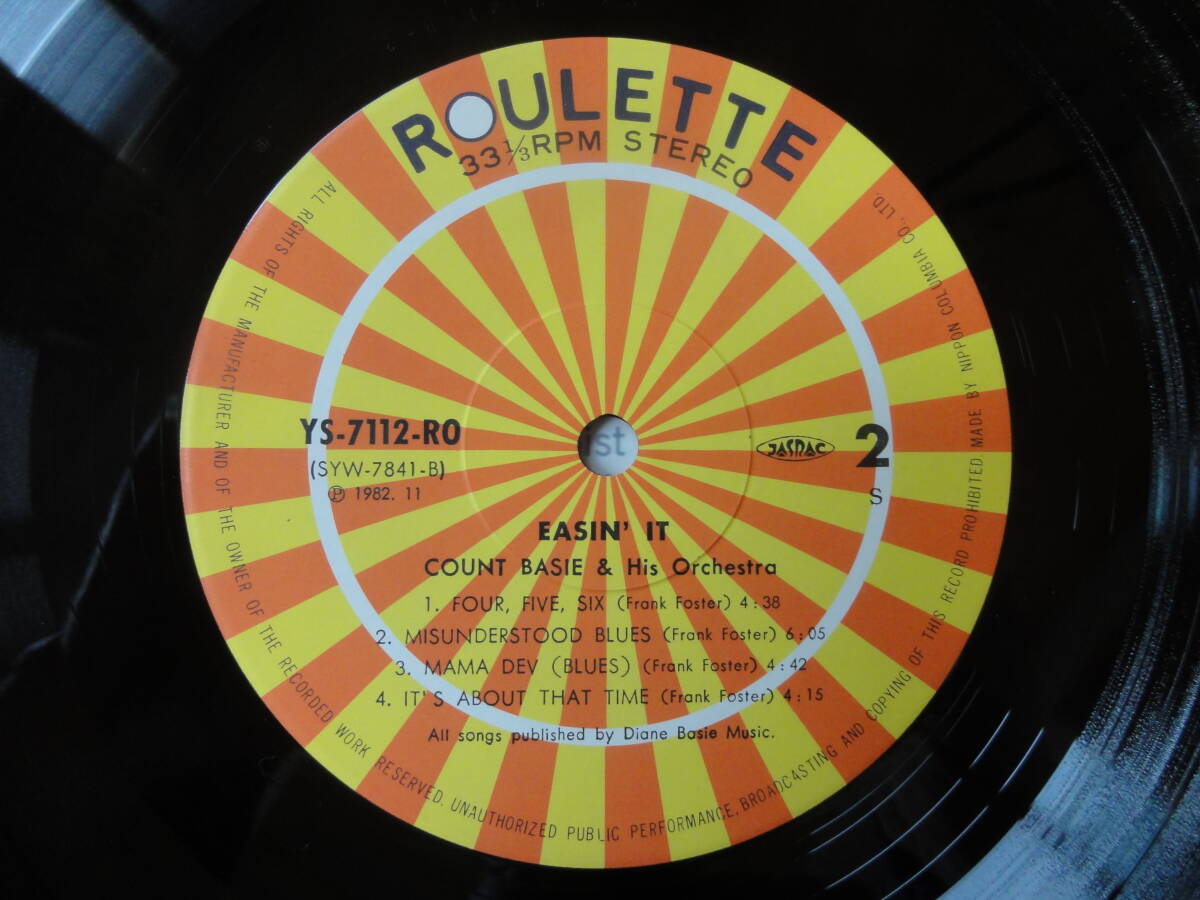 ROULETTE
33 1/3 RPM STEREO
YS-7112-RO
(SYW-7841-B)
Ⓟ 1982. 11
st
JASRAC
2
S
EASIN' IT
COUNT BASIE & His Orchestra
1. FOUR, FIVE, SIX (Frank Foster) 4:38
2. MISUNDERSTOOD BLUES (Frank Foster) 6:05
3. MAMA DEV (BLUES) (Frank Foster) 4:42
4. IT'S ABOUT THAT TIME (Frank Foster) 4:15
All songs published by Diane Basie Music.
ALL RIGHTS OF THE MANUFACTURER AND OF THE OWNER OF THE RECORDED WORK RESERVED. UNAUTHORIZED PUBLIC PERFORMANCE, BROADCASTING AND COPYING OF THIS RECORD PROHIBITED. MADE BY NIPPON COLUMBIA CO., LTD.